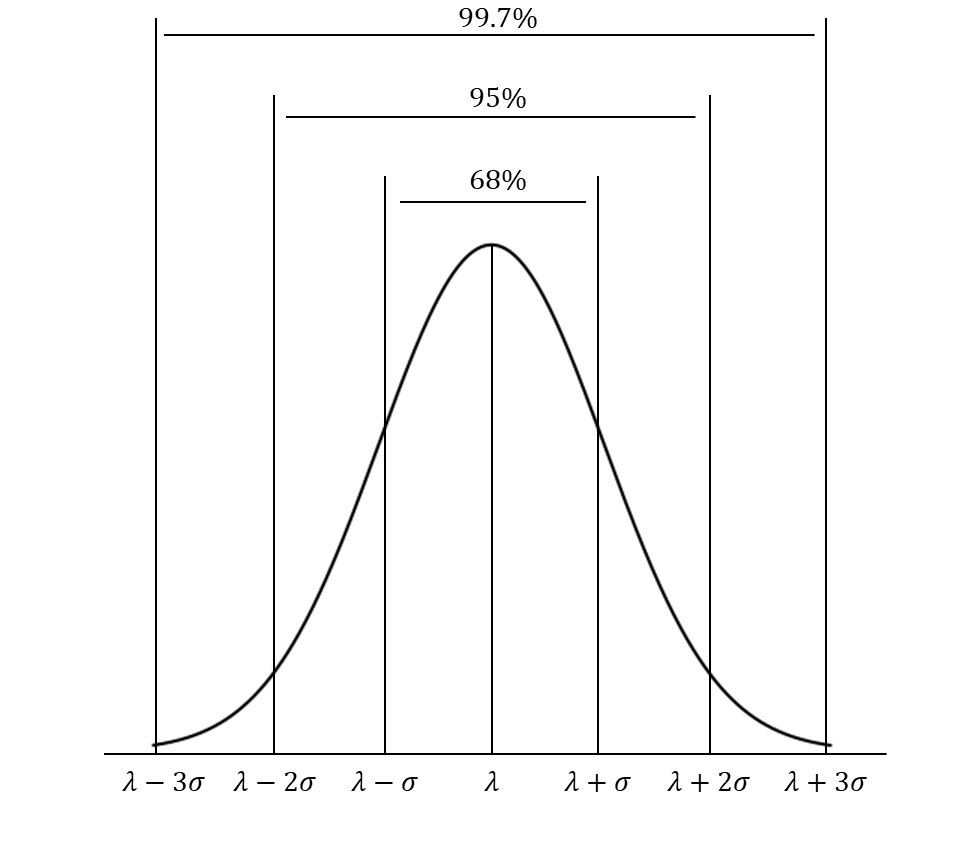 99.7%
95%
68%
λ − 3σ λ − 2σ λ − σ λ λ + σ λ + 2σ λ + 3σ